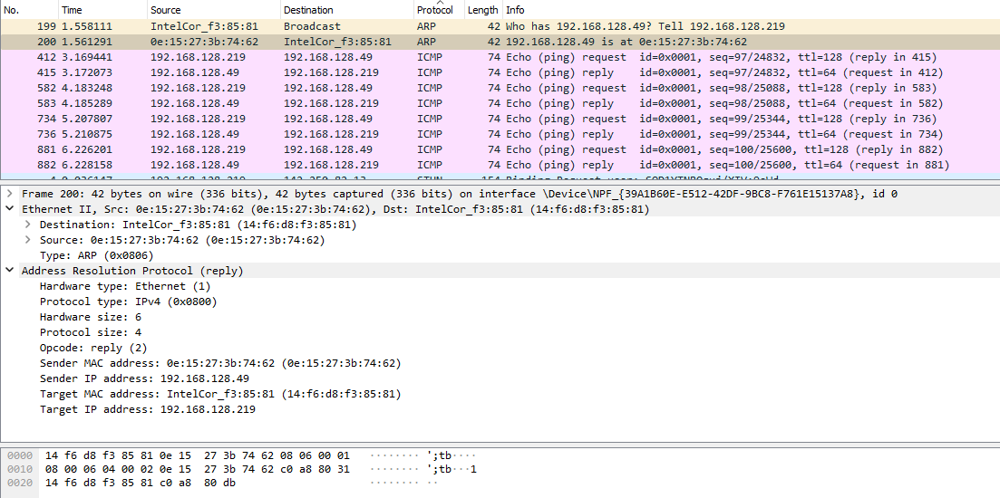 No. Time Source Destination Protocol Length Info
199 1.558111 IntelCor_f3:85:81 Broadcast ARP 42 Who has 192.168.128.49? Tell 192.168.128.219
200 1.561291 0e:15:27:3b:74:62 IntelCor_f3:85:81 ARP 42 192.168.128.49 is at 0e:15:27:3b:74:62
412 3.169441 192.168.128.219 192.168.128.49 ICMP 74 Echo (ping) request id=0x0001, seq=97/24832, ttl=128 (reply in 415)
415 3.172073 192.168.128.49 192.168.128.219 ICMP 74 Echo (ping) reply id=0x0001, seq=97/24832, ttl=64 (request in 412)
582 4.183248 192.168.128.219 192.168.128.49 ICMP 74 Echo (ping) request id=0x0001, seq=98/25088, ttl=128 (reply in 583)
583 4.185289 192.168.128.49 192.168.128.219 ICMP 74 Echo (ping) reply id=0x0001, seq=98/25088, ttl=64 (request in 582)
734 5.207807 192.168.128.219 192.168.128.49 ICMP 74 Echo (ping) request id=0x0001, seq=99/25344, ttl=128 (reply in 736)
736 5.210875 192.168.128.49 192.168.128.219 ICMP 74 Echo (ping) reply id=0x0001, seq=99/25344, ttl=64 (request in 734)
881 6.226201 192.168.128.219 192.168.128.49 ICMP 74 Echo (ping) request id=0x0001, seq=100/25600, ttl=128 (reply in 882)
882 6.228158 192.168.128.49 192.168.128.219 ICMP 74 Echo (ping) reply id=0x0001, seq=100/25600, ttl=64 (request in 881)
Frame 200: 42 bytes on wire (336 bits), 42 bytes captured (336 bits) on interface \Device\NPF_{39A1B60E-E512-42DF-9BC8-F761E15137A8}, id 0
Ethernet II, Src: 0e:15:27:3b:74:62 (0e:15:27:3b:74:62), Dst: IntelCor_f3:85:81 (14:f6:d8:f3:85:81)
Destination: IntelCor_f3:85:81 (14:f6:d8:f3:85:81)
Source: 0e:15:27:3b:74:62 (0e:15:27:3b:74:62)
Type: ARP (0x0806)
Address Resolution Protocol (reply)
Hardware type: Ethernet (1)
Protocol type: IPv4 (0x0800)
Hardware size: 6
Protocol size: 4
Opcode: reply (2)
Sender MAC address: 0e:15:27:3b:74:62 (0e:15:27:3b:74:62)
Sender IP address: 192.168.128.49
Target MAC address: IntelCor_f3:85:81 (14:f6:d8:f3:85:81)
Target IP address: 192.168.128.219
0000 14 f6 d8 f3 85 81 0e 15 27 3b 74 62 08 06 00 01 ········ ';tb····
0010 08 00 06 04 00 02 0e 15 27 3b 74 62 c0 a8 80 31 ········ ';tb···1
0020 14 f6 d8 f3 85 81 c0 a8 80 db ········ ··